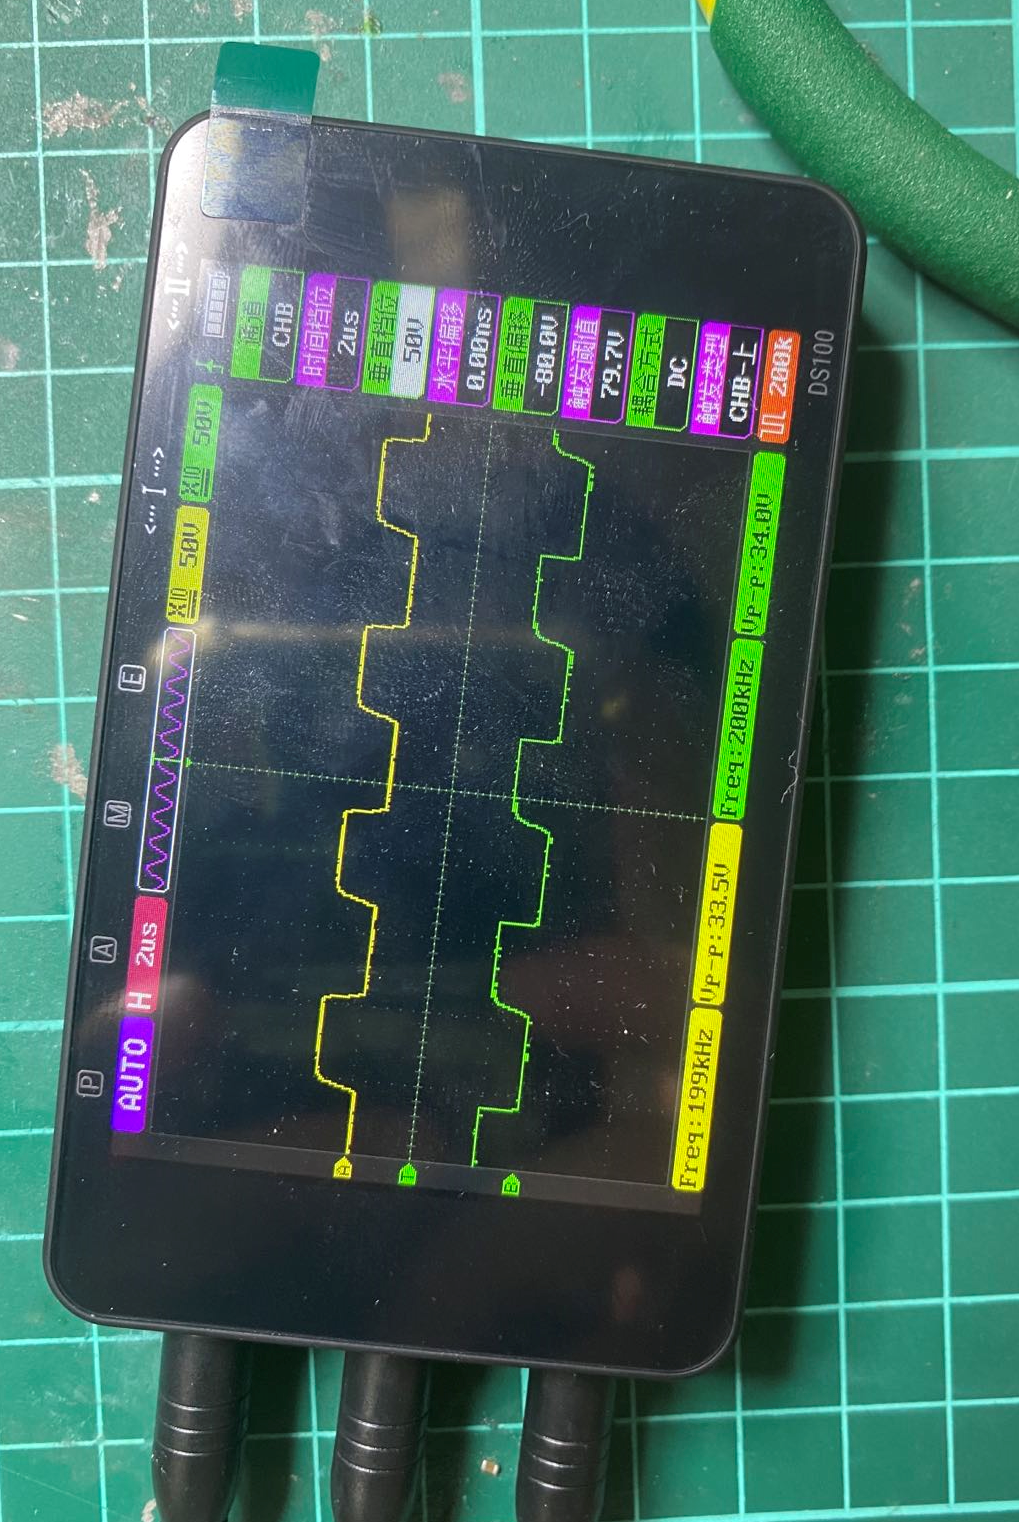 P A M E <··· I ···> <··· II ···>
AUTO H 2us X10 50V X10 50V
通道
CHB
时间档位
2us
垂直档位
50V
水平偏移
0.00ns
垂直偏移
-80.0V
触发阈值
79.7V
耦合方式
DC
触发类型
CHB-上
200k
A
T
B
Freq:199kHz Vp-p:33.5V Freq:200kHz Vp-p:34.0V
DS100